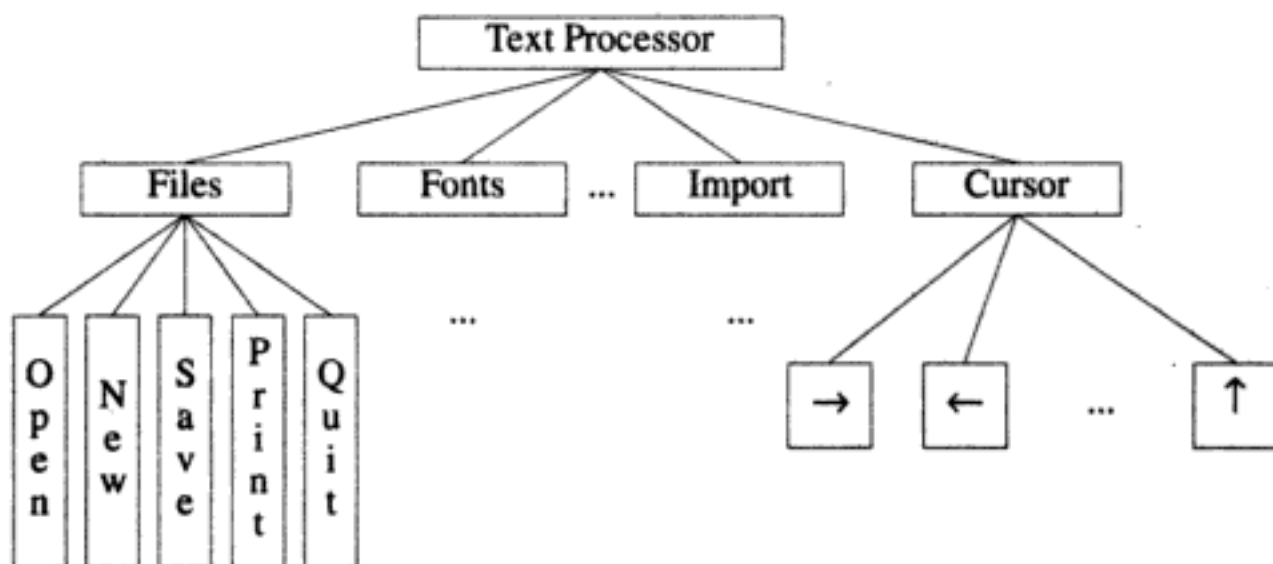 Text Processor
Files Fonts ... Import Cursor
... ...
Open New Save Print Quit → ← ... ↑